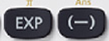 π Ans
EXP (−)